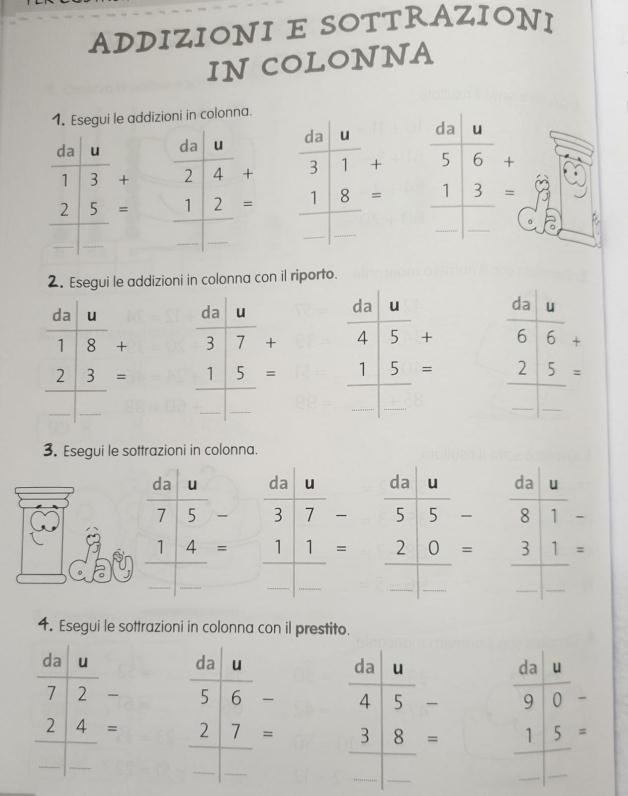 ADDIZIONI E SOTTRAZIONI
IN COLONNA
1. Esegui le addizioni in colonna.
da u da u da u da u
1 3 + 2 4 + 3 1 + 5 6 +
2 5 = 1 2 = 1 8 = 1 3 =
da
2. Esegui le addizioni in colonna con il riporto.
da u da u da u da u
1 8 + 3 7 + 4 5 + 6 6 +
2 3 = 1 5 = 1 5 = 2 5 =
3. Esegui le sottrazioni in colonna.
da u da u da u da u
7 5 - 3 7 - 5 5 - 8 1 -
1 4 = 1 1 = 2 0 = 3 1 =
da u
4. Esegui le sottrazioni in colonna con il prestito.
da u da u da u da u
7 2 - 5 6 - 4 5 - 9 0 -
2 4 = 2 7 = 3 8 = 1 5 =